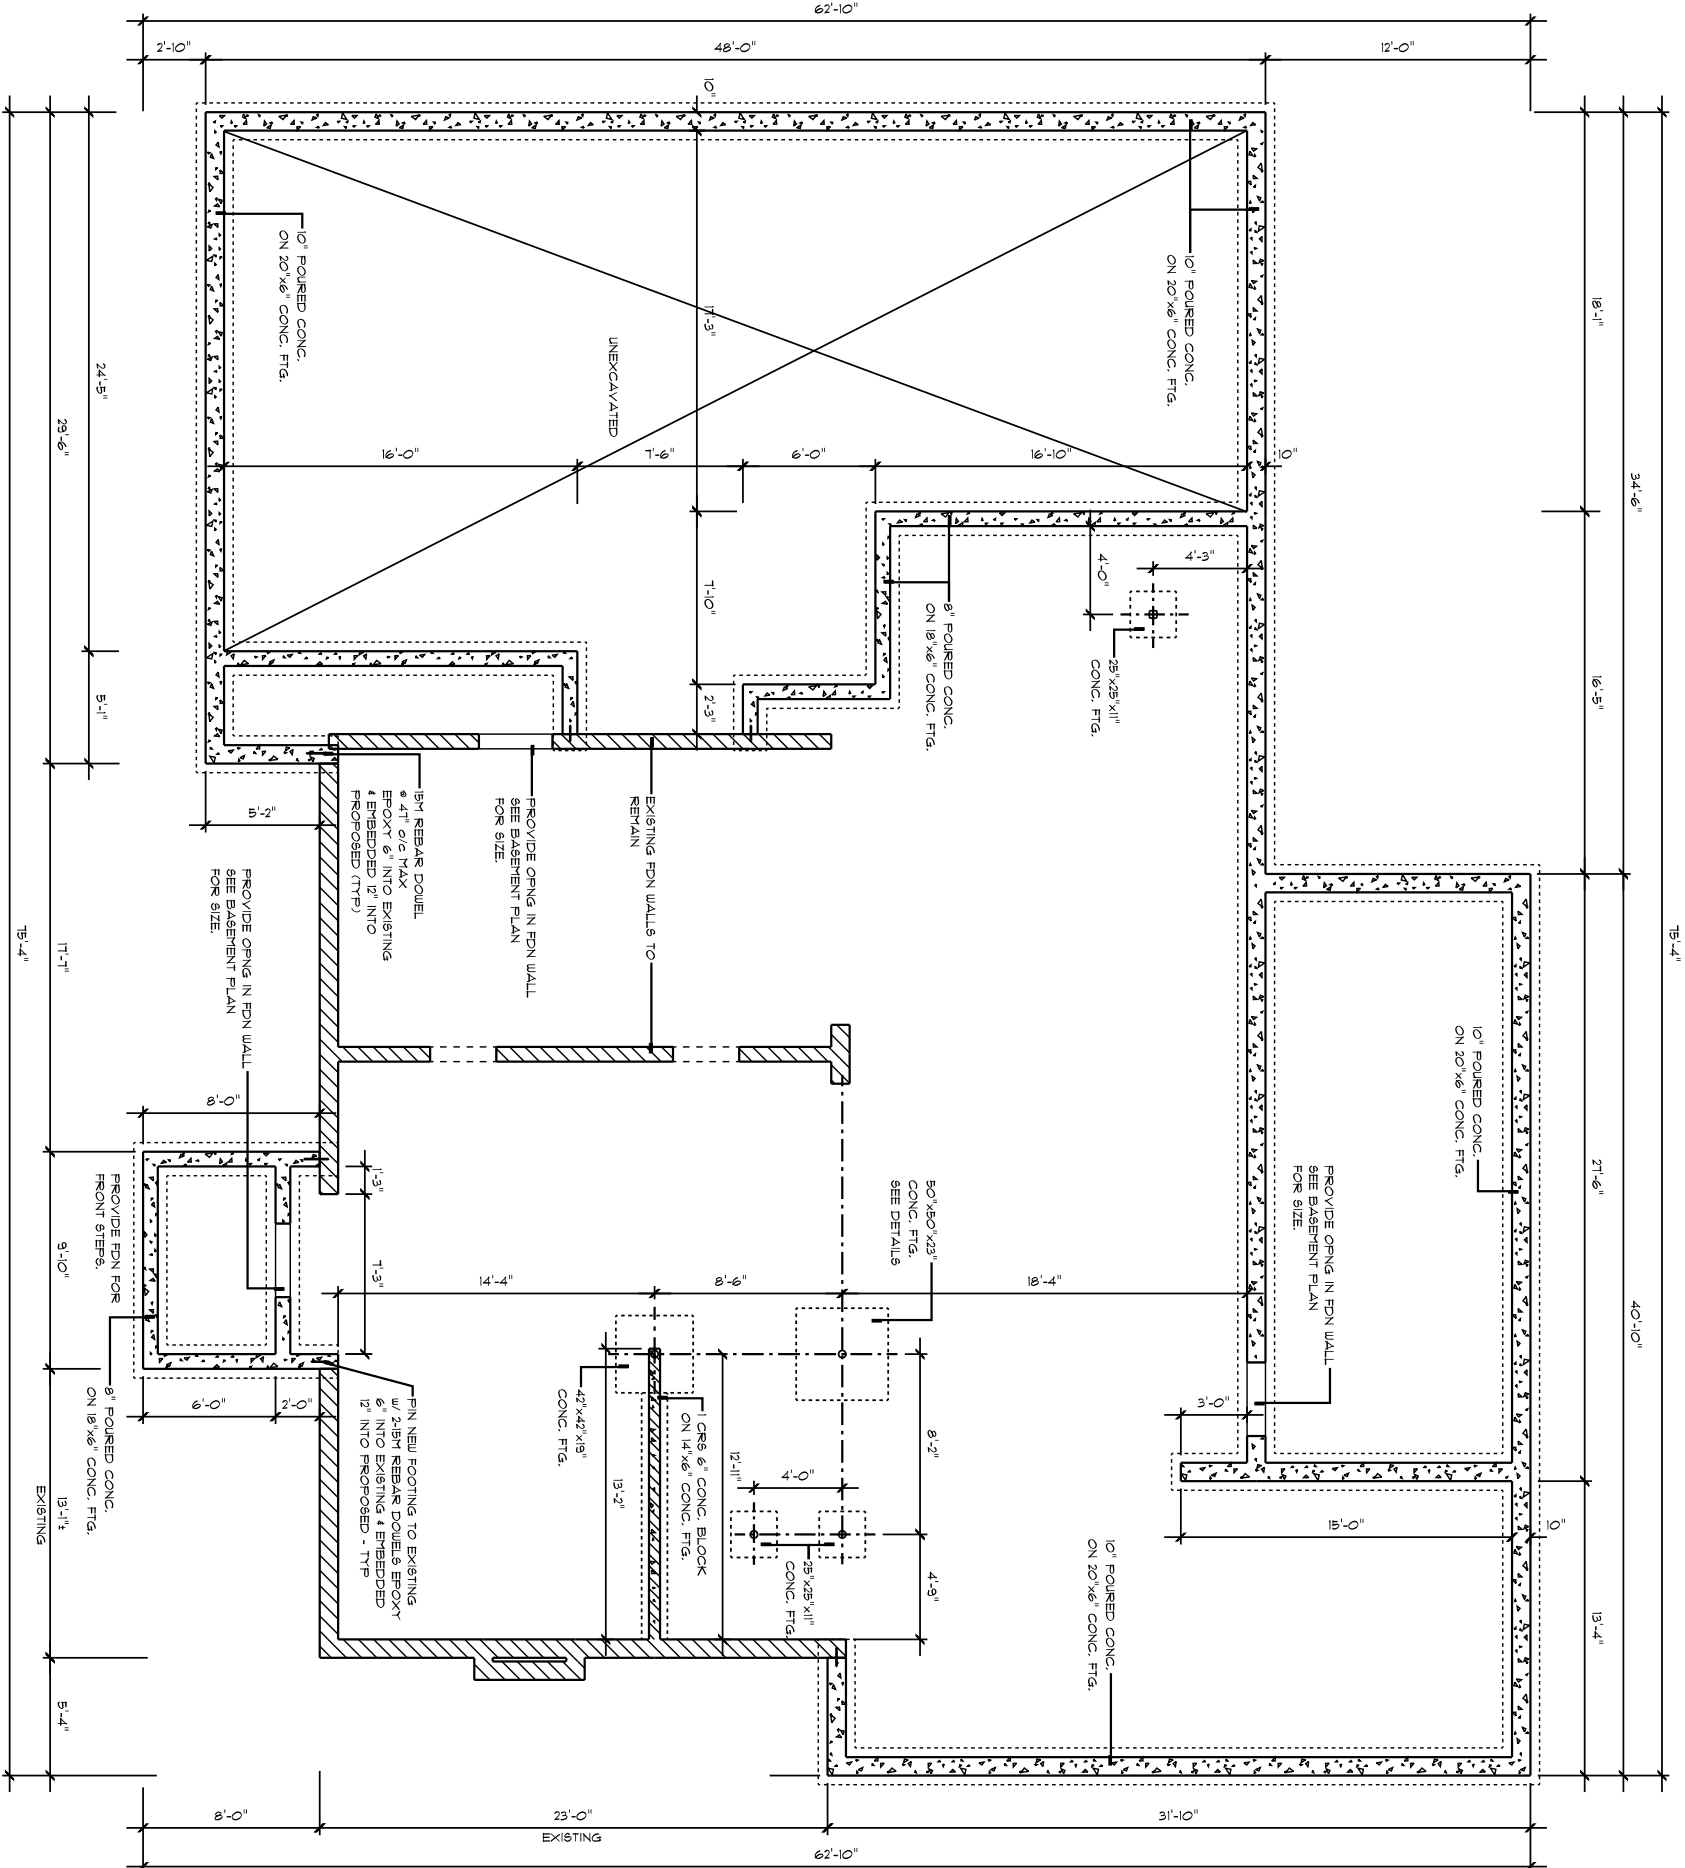 62'-10"
2'-10"
48'-0"
12'-0"
10"
18'-1"
34'-6"
16'-5"
75'-4"
27'-6"
40'-10"
13'-4"
24'-5"
29'-6"
5'-1"
17'-7"
75'-4"
9'-10"
13'-1"±
EXISTING
5'-4"
10" POURED CONC.
ON 20"x6" CONC. FTG.
10" POURED CONC.
ON 20"x6" CONC. FTG.
17'-3"
UNEXCAVATED
16'-0"
7'-6"
6'-0"
16'-10"
10"
4'-3"
4'-0"
7'-10"
2'-3"
8" POURED CONC.
ON 18"x6" CONC. FTG.
25"x25"x11"
CONC. FTG.
5'-2"
15M REBAR DOWEL
@ 47" O/C MAX
EPOXY 6" INTO EXISTING
& EMBEDDED 12" INTO
PROPOSED (TYP)
PROVIDE OPNG IN FDN WALL
SEE BASEMENT PLAN
FOR SIZE.
EXISTING FDN WALLS TO
REMAIN
PROVIDE OPNG IN FDN WALL
SEE BASEMENT PLAN
FOR SIZE.
10" POURED CONC.
ON 20"x6" CONC. FTG.
8'-0"
1'-3"
7'-3"
PROVIDE FDN FOR
FRONT STEPS.
50"x50"x23"
CONC. FTG.
SEE DETAILS
PROVIDE OPNG IN FDN WALL
SEE BASEMENT PLAN
FOR SIZE.
14'-4"
8'-6"
18'-4"
8" POURED CONC.
ON 18"x6" CONC. FTG.
6'-0"
2'-0"
PIN NEW FOOTING TO EXISTING
W/ 2-15M REBAR DOWELS EPOXY
6" INTO EXISTING & EMBEDDED
12" INTO PROPOSED - TYP
42"x42"x19"
CONC. FTG.
13'-2"
1 CRS 6" CONC. BLOCK
ON 14"x6" CONC. FTG.
12'-11"
4'-0"
8'-2"
4'-9"
25"x25"x11"
CONC. FTG.
3'-0"
15'-0"
10"
10" POURED CONC.
ON 20"x6" CONC. FTG.
8'-0"
23'-0"
EXISTING
31'-10"
62'-10"